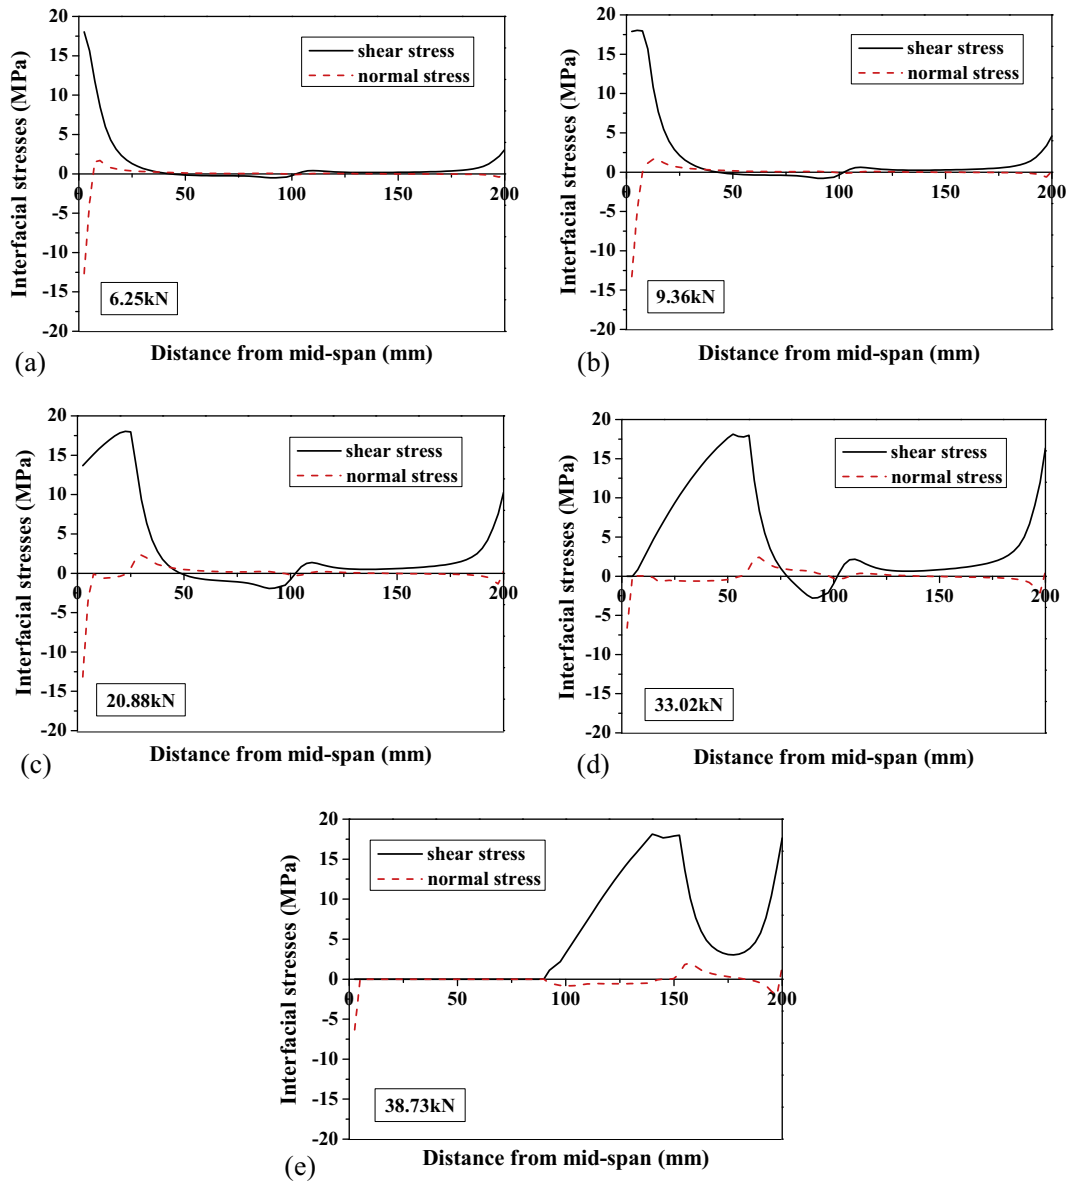 20
15
10
5
0
-5
-10
-15
-20
0
50
100
150
200
Interfacial stresses (MPa)
shear stress
normal stress
6.25kN
Distance from mid-span (mm)
(a)
20
15
10
5
0
-5
-10
-15
-20
0
50
100
150
200
Interfacial stresses (MPa)
shear stress
normal stress
9.36kN
Distance from mid-span (mm)
(b)
20
15
10
5
0
-5
-10
-15
-20
0
50
100
150
200
Interfacial stresses (MPa)
shear stress
normal stress
20.88kN
Distance from mid-span (mm)
(c)
20
15
10
5
0
-5
-10
-15
-20
0
50
100
150
200
Interfacial stresses (MPa)
shear stress
normal stress
33.02kN
Distance from mid-span (mm)
(d)
20
15
10
5
0
-5
-10
-15
-20
0
50
100
150
200
Interfacial stresses (MPa)
shear stress
normal stress
38.73kN
Distance from mid-span (mm)
(e)